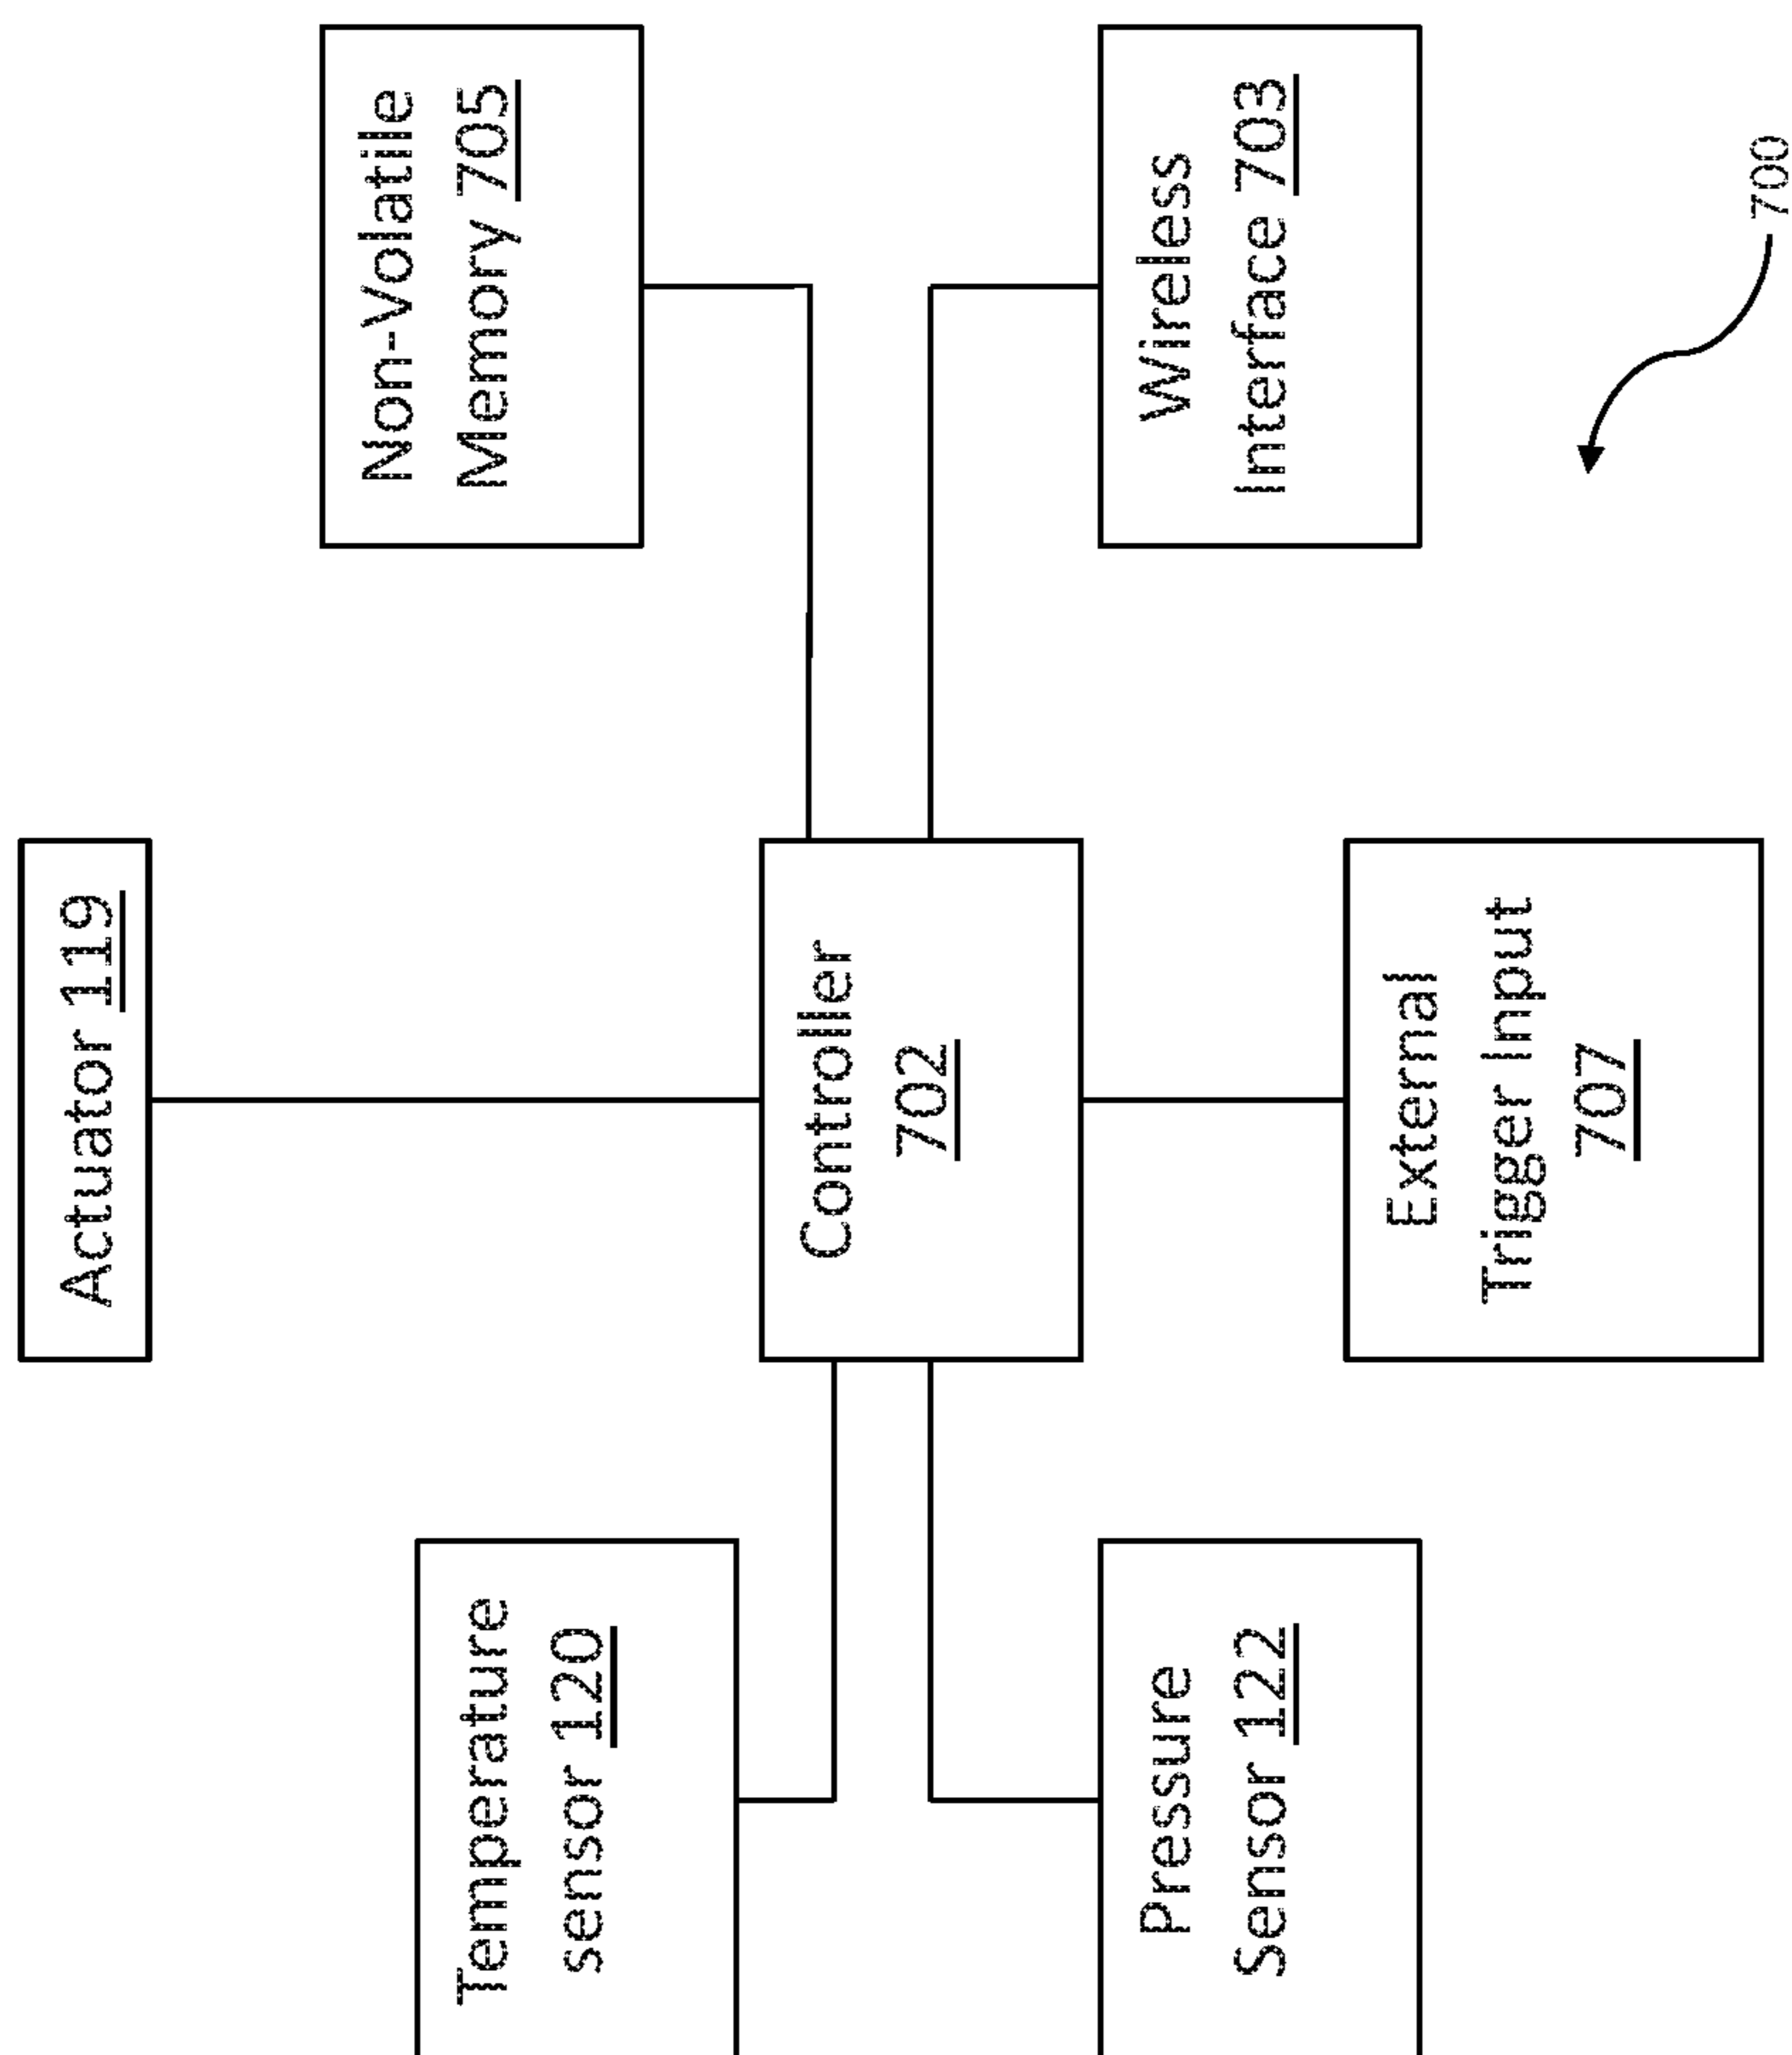 Actuator 119
Non-Volatile
Memory 705
Temperature
sensor 120
Controller
702
Wireless
Interface 703
Pressure
Sensor 122
External
Trigger Input
707
700